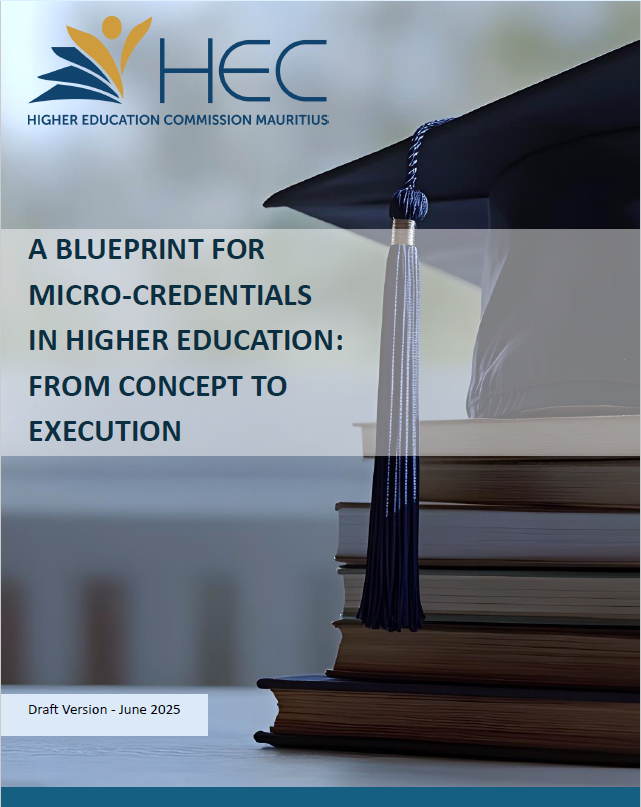 HEC
HIGHER EDUCATION COMMISSION MAURITIUS
A BLUEPRINT FOR
MICRO-CREDENTIALS
IN HIGHER EDUCATION:
FROM CONCEPT TO
EXECUTION
Draft Version - June 2025